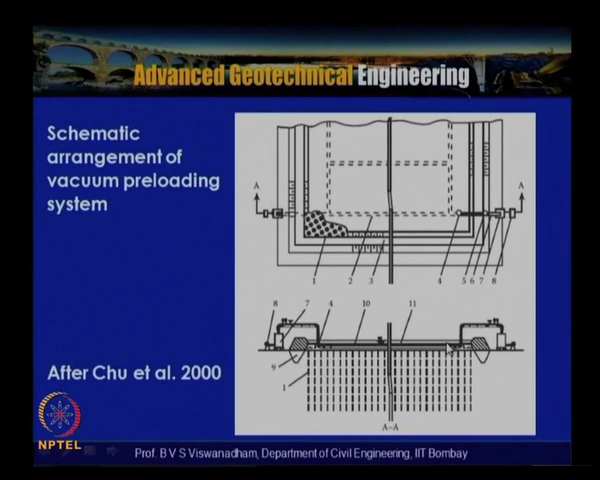 Advanced Geotechnical Engineering
Schematic
arrangement of
vacuum preloading
system
A A
1 2 3 4 5 6 7 8
8 7 4 10 11
9
1
A–A
After Chu et al. 2000
NPTEL
Prof. B V S Viswanadham, Department of Civil Engineering, IIT Bombay